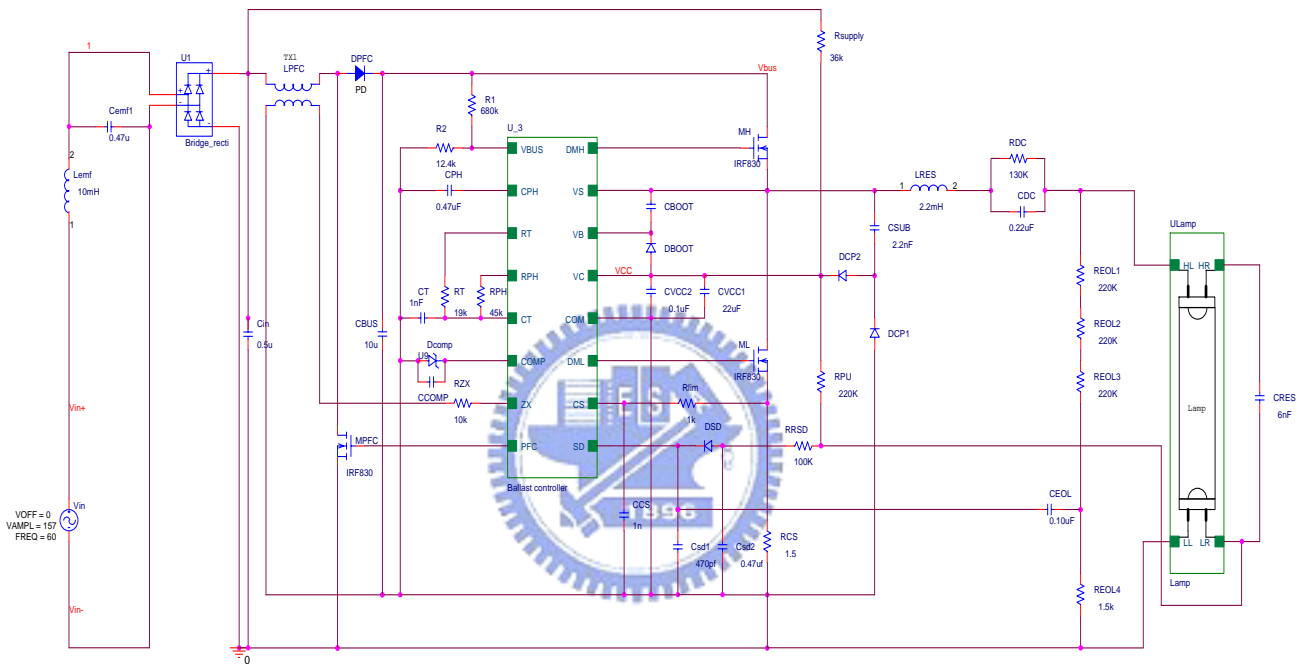 1
U1
+
+
-
-
Bridge_recti
Cemf1
0.47u
2
Lemf
10mH
1
Vin+
Vin
VOFF = 0
VAMPL = 157
FREQ = 60
Vin-
0
TX1
LPFC
DPFC
PD
Cin
0.5u
CBUS
10u
MPFC
IRF830
R1
680k
R2
12.4k
CPH
0.47uF
CT
1nF
RT
19k
RPH
45k
Dcomp
U9
CCOMP
RZX
10k
U_3
VBUS
DMH
CPH
VS
RT
VB
RPH
VC
CT
COM
COMP
DML
ZX
CS
PFC
SD
Ballast controller
Rsupply
36k
Vbus
MH
IRF830
CBOOT
DBOOT
VCC
CVCC2
0.1uF
CVCC1
22uF
DCP2
CSUB
2.2nF
DCP1
ML
IRF830
Rlim
1k
DSD
RRSD
100K
RPU
220K
CCS
1n
1896
Csd1
470pf
Csd2
0.47uf
RCS
1.5
1
LRES
2
2.2mH
RDC
130K
CDC
0.22uF
REOL1
220K
REOL2
220K
REOL3
220K
CEOL
0.10uF
REOL4
1.5k
ULamp
HL
HR
Lamp
LL
LR
Lamp
CRES
6nF